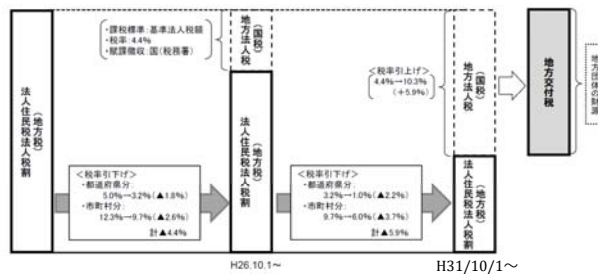 法人住民税法人税割
（地方税）
・課税標準：基準法人税額
・税率：4.4%
・賦課徴収：国（税務署）
地方法人税
（国税）
法人住民税法人税割
（地方税）
＜税率引下げ＞
・都道府県分：
5.0%→3.2%（▲1.8%）
・市町村分：
12.3%→9.7%（▲2.6%）
計▲4.4%
H26.10.1～
＜税率引上げ＞
4.4%→10.3%
（＋5.9%）
地方法人税
（国税）
法人住民税法人税割
（地方税）
＜税率引下げ＞
・都道府県分：
3.2%→1.0%（▲2.2%）
・市町村分：
9.7%→6.0%（▲3.7%）
計▲5.9%
H31/10/1～
地方交付税
地方団体の財源